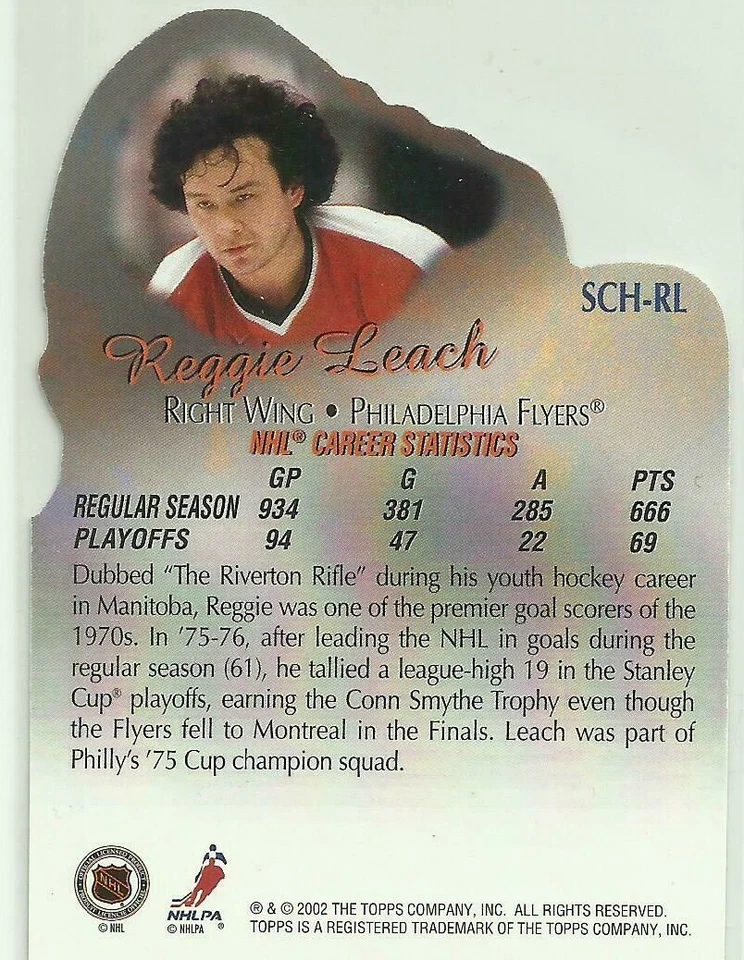 SCH-RL
Reggie Leach
RIGHT WING • PHILADELPHIA FLYERS®
NHL® CAREER STATISTICS
GP G A PTS
REGULAR SEASON 934 381 285 666
PLAYOFFS 94 47 22 69
Dubbed "The Riverton Rifle" during his youth hockey career
in Manitoba, Reggie was one of the premier goal scorers of the
1970s. In '75-76, after leading the NHL in goals during the
regular season (61), he tallied a league-high 19 in the Stanley
Cup® playoffs, earning the Conn Smythe Trophy even though
the Flyers fell to Montreal in the Finals. Leach was part of
Philly's '75 Cup champion squad.
NHL
© NHL
NHLPA
© NHLPA ®
® & © 2002 THE TOPPS COMPANY, INC. ALL RIGHTS RESERVED.
TOPPS IS A REGISTERED TRADEMARK OF THE TOPPS COMPANY, INC.